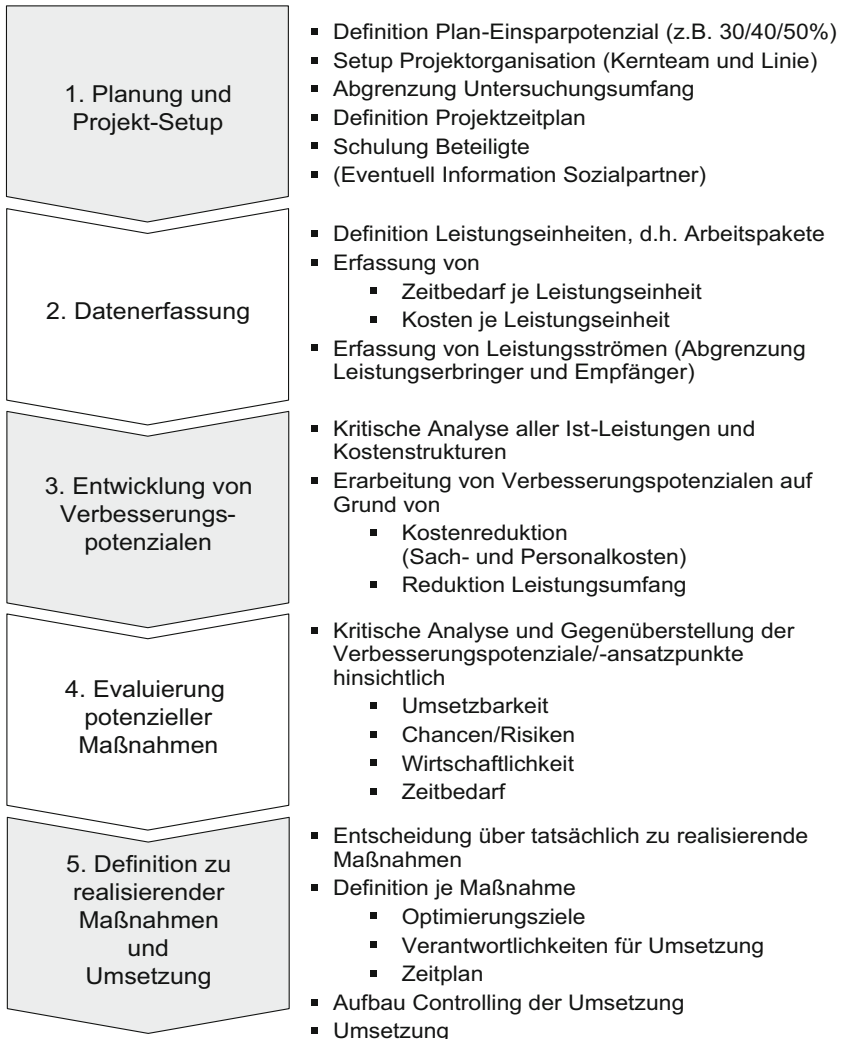 1. Planung und
Projekt-Setup
▪ Definition Plan-Einsparpotenzial (z.B. 30/40/50%)
▪ Setup Projektorganisation (Kernteam und Linie)
▪ Abgrenzung Untersuchungsumfang
▪ Definition Projektzeitplan
▪ Schulung Beteiligte
▪ (Eventuell Information Sozialpartner)
2. Datenerfassung
▪ Definition Leistungseinheiten, d.h. Arbeitspakete
▪ Erfassung von
▪ Zeitbedarf je Leistungseinheit
▪ Kosten je Leistungseinheit
▪ Erfassung von Leistungsströmen (Abgrenzung
Leistungserbringer und Empfänger)
3. Entwicklung von
Verbesserungs-
potenzialen
▪ Kritische Analyse aller Ist-Leistungen und
Kostenstrukturen
▪ Erarbeitung von Verbesserungspotenzialen auf
Grund von
▪ Kostenreduktion
(Sach- und Personalkosten)
▪ Reduktion Leistungsumfang
4. Evaluierung
potenzieller
Maßnahmen
▪ Kritische Analyse und Gegenüberstellung der
Verbesserungspotenziale/-ansatzpunkte
hinsichtlich
▪ Umsetzbarkeit
▪ Chancen/Risiken
▪ Wirtschaftlichkeit
▪ Zeitbedarf
5. Definition zu
realisierender
Maßnahmen
und
Umsetzung
▪ Entscheidung über tatsächlich zu realisierende
Maßnahmen
▪ Definition je Maßnahme
▪ Optimierungsziele
▪ Verantwortlichkeiten für Umsetzung
▪ Zeitplan
▪ Aufbau Controlling der Umsetzung
▪ Umsetzung